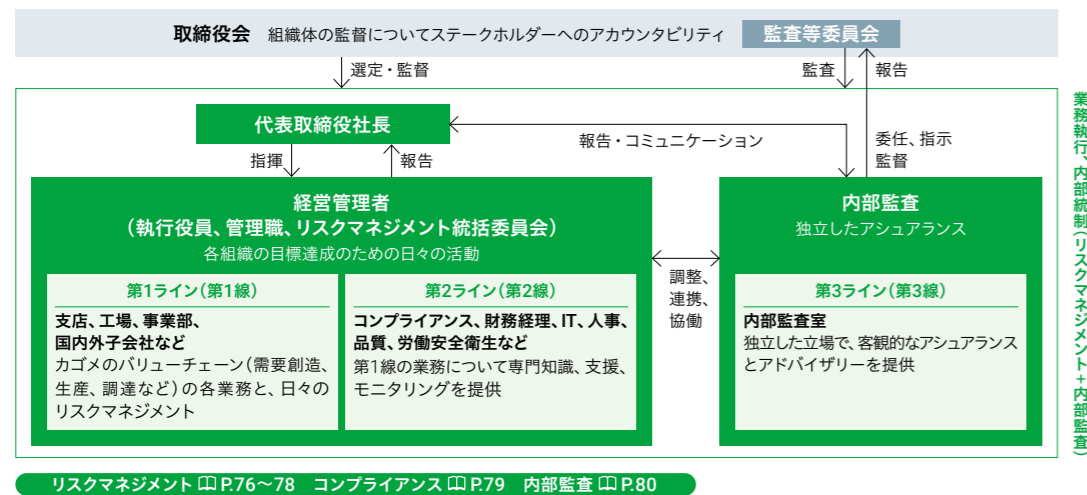 取締役会 組織体の監督についてステークホルダーへのアカウンタビリティ 監査等委員会
選定・監督
監査
報告
代表取締役社長
報告・コミュニケーション
委任、指示
監督
指揮
報告
経営管理者
（執行役員、管理職、リスクマネジメント統括委員会）
各組織の目標達成のための日々の活動
第1ライン（第1線）
支店、工場、事業部、
国内外子会社など
カゴメのバリューチェーン（需要創造、
生産、調達など）の各業務と、日々の
リスクマネジメント
第2ライン（第2線）
コンプライアンス、財務経理、IT、人事、
品質、労働安全衛生など
第1線の業務について専門知識、支援、
モニタリングを提供
調整、
連携、
協働
内部監査
独立したアシュアランス
第3ライン（第3線）
内部監査室
独立した立場で、客観的なアシュアランス
とアドバイザリーを提供
業務執行、内部統制（リスクマネジメント＋内部監査）
リスクマネジメント P.76～78 コンプライアンス P.79 内部監査 P.80